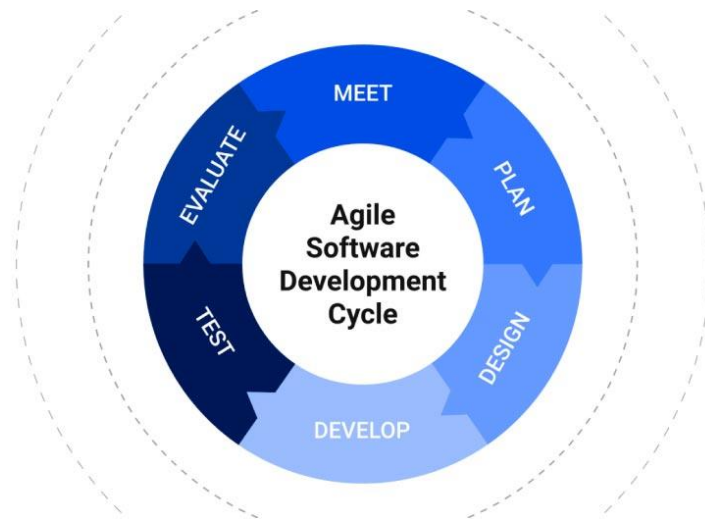 MEET
PLAN
DESIGN
DEVELOP
TEST
EVALUATE
Agile
Software
Development
Cycle